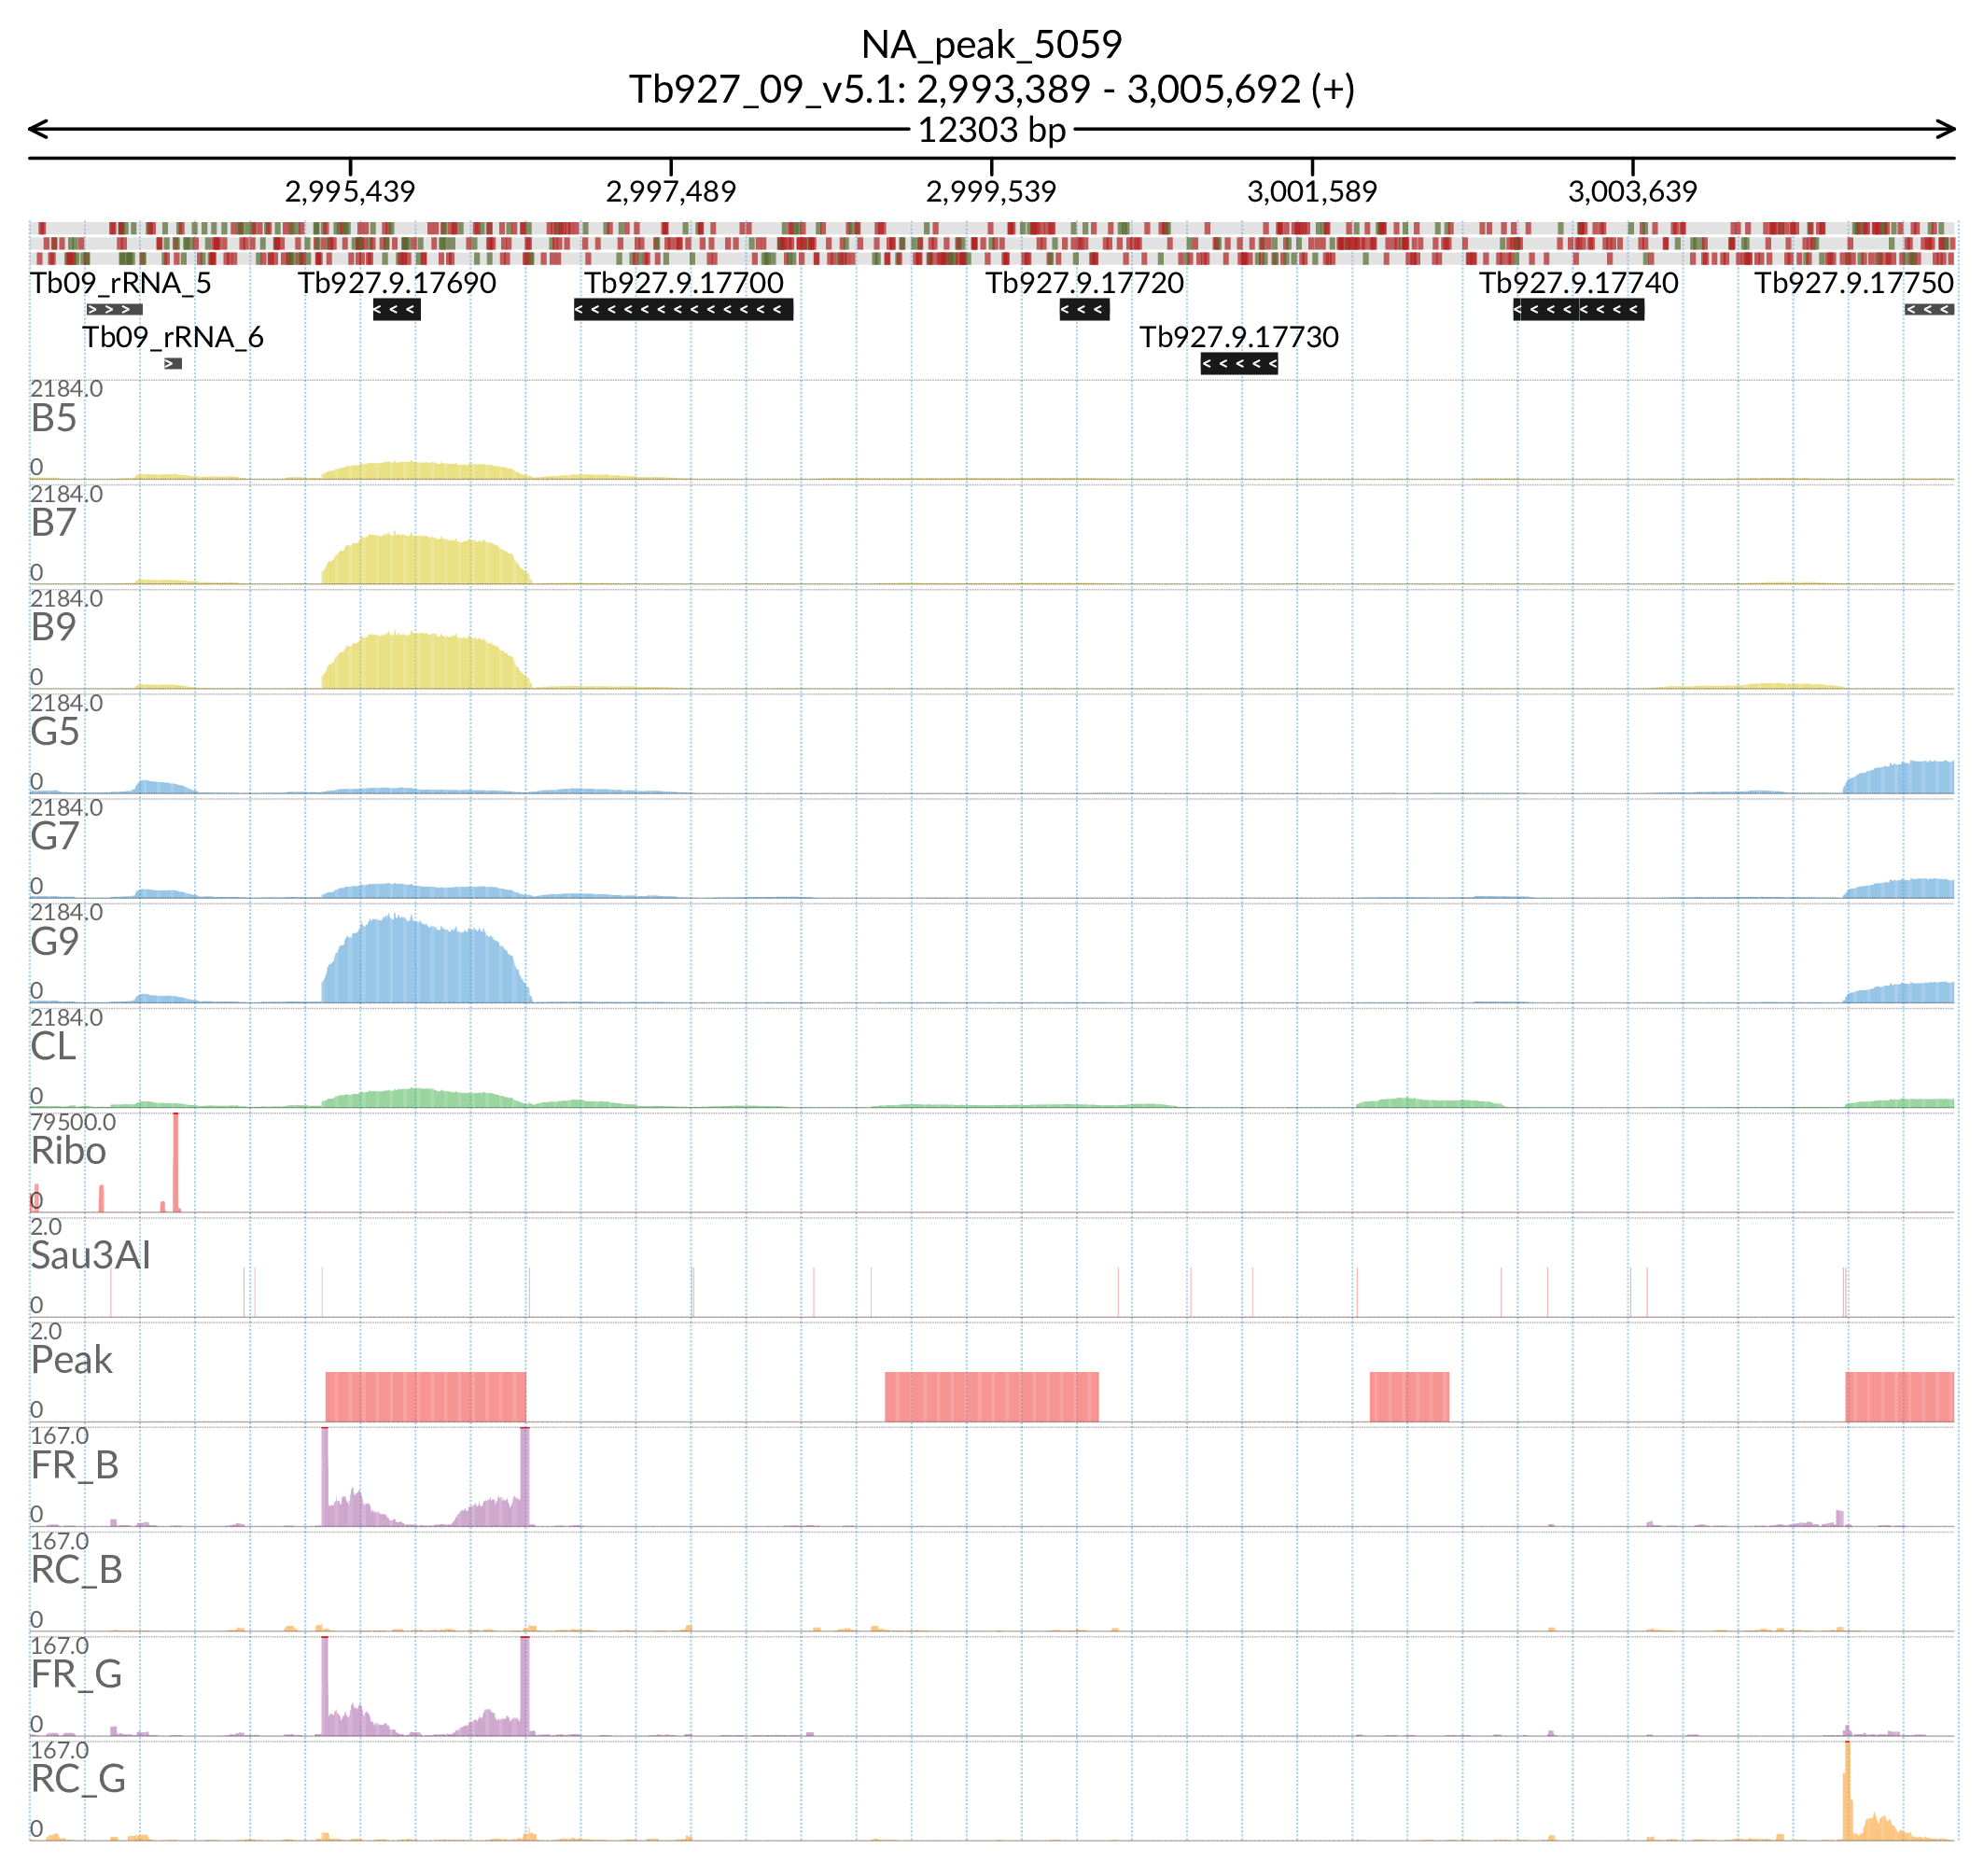 NA_peak_5059
Tb927_09_v5.1: 2,993,389 - 3,005,692 (+)
12303 bp
2,995,439 2,997,489 2,999,539 3,001,589 3,003,639
Tb09_rRNA_5 Tb927.9.17690 Tb927.9.17700 Tb927.9.17720 Tb927.9.17740 Tb927.9.17750
Tb09_rRNA_6 Tb927.9.17730
2184.0
B5
0
2184.0
B7
0
2184.0
B9
0
2184.0
G5
0
2184.0
G7
0
2184.0
G9
0
2184.0
CL
0
79500.0
Ribo
0
2.0
Sau3AI
0
2.0
Peak
0
167.0
FR_B
0
167.0
RC_B
0
167.0
FR_G
0
167.0
RC_G
0